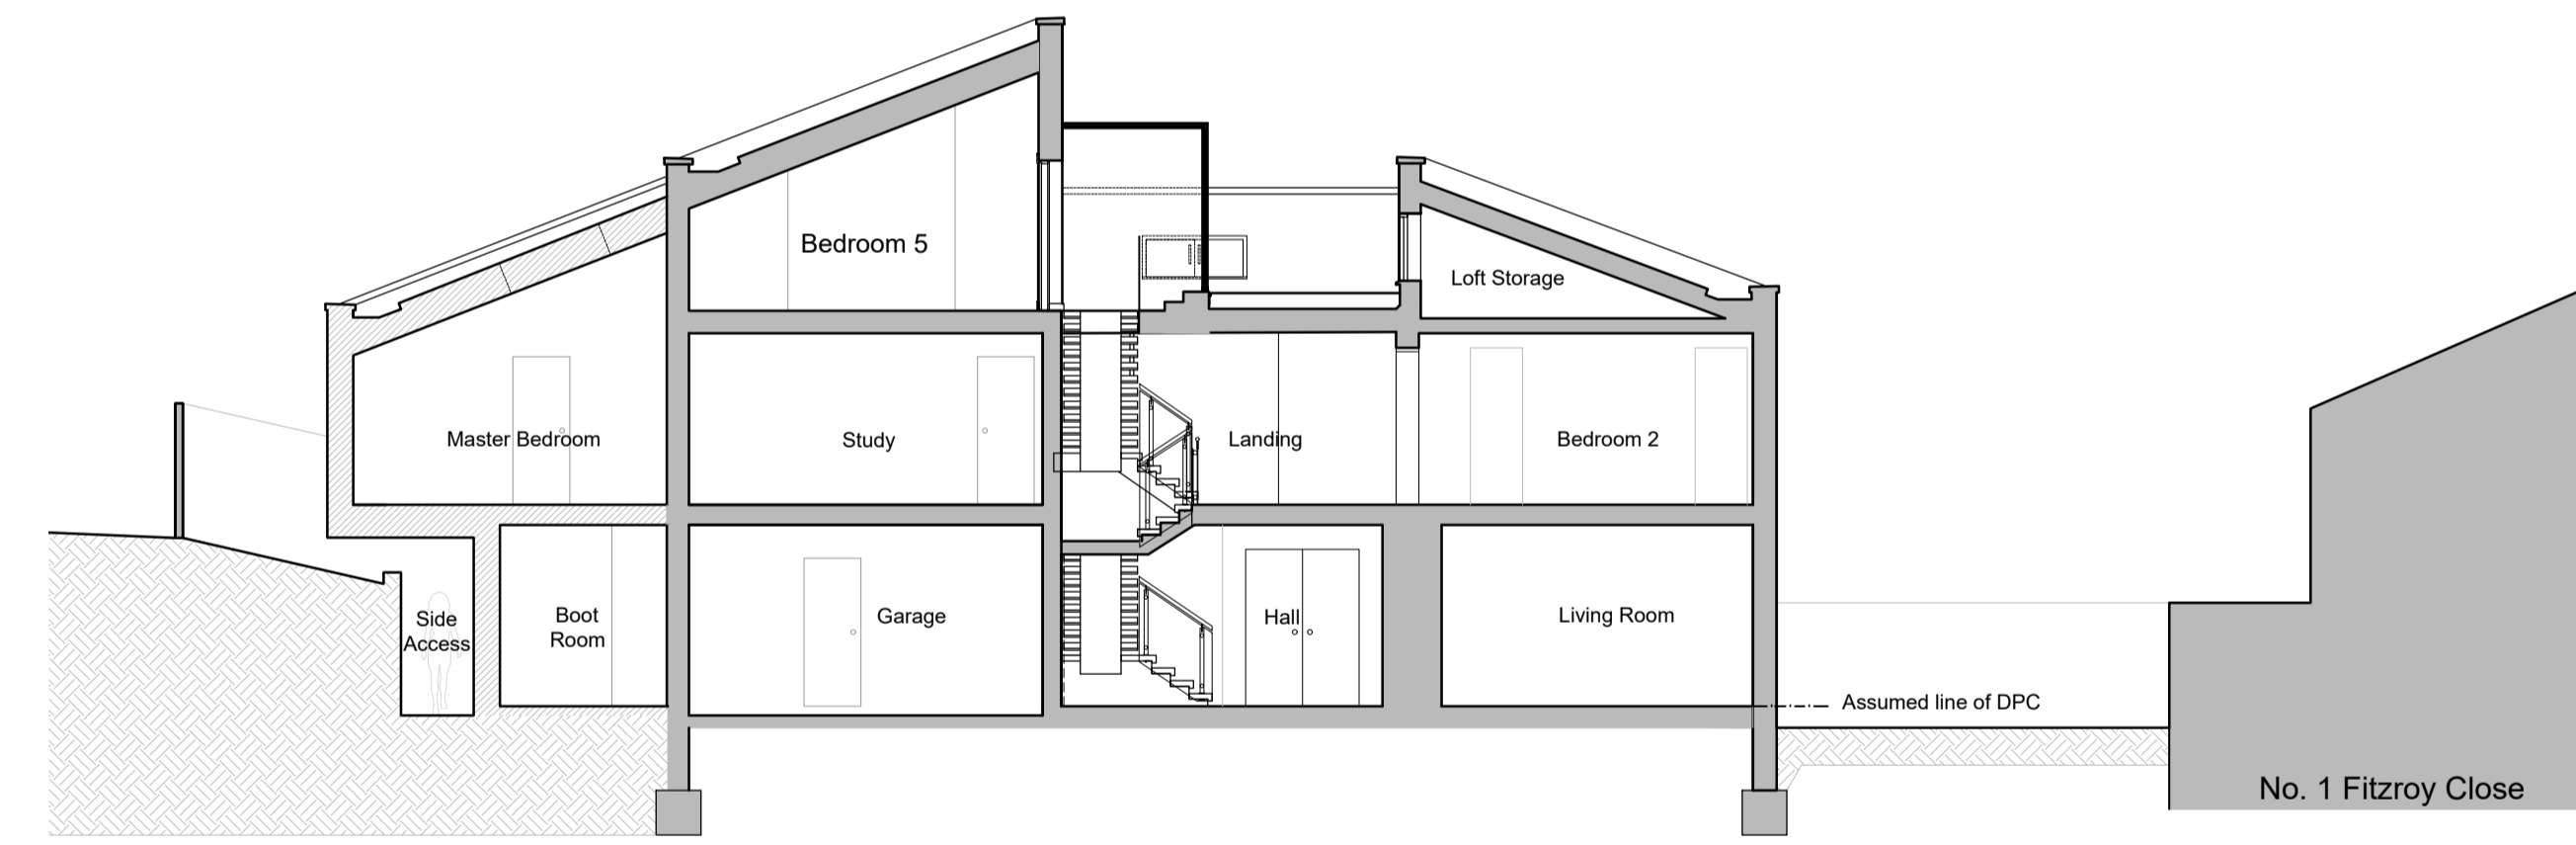 Bedroom 5
Loft Storage
Master Bedroom
Study
Landing
Bedroom 2
Side
Access
Boot
Room
Garage
Hall
Living Room
Assumed line of DPC
No. 1 Fitzroy Close